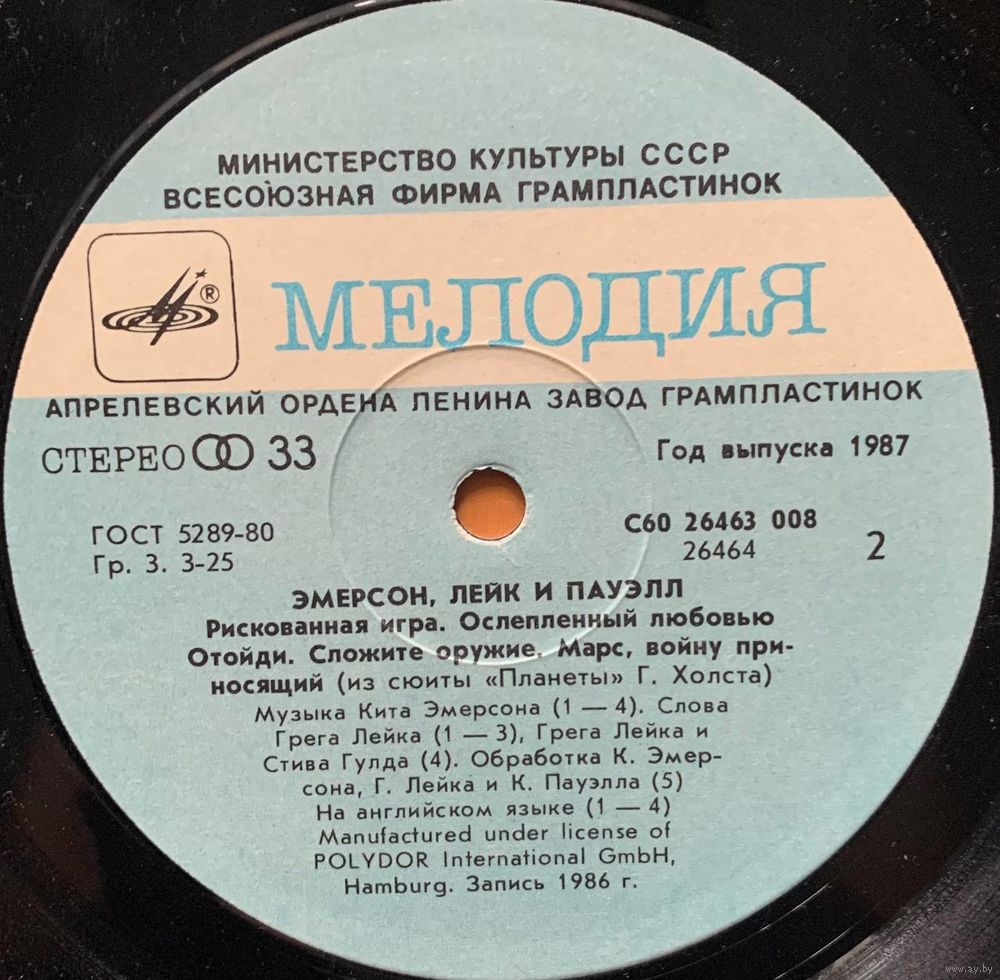 МИНИСТЕРСТВО КУЛЬТУРЫ СССР
ВСЕСОЮЗНАЯ ФИРМА ГРАМПЛАСТИНОК
®
МЕЛОДИЯ
АПРЕЛЕВСКИЙ ОРДЕНА ЛЕНИНА ЗАВОД ГРАМПЛАСТИНОК
СТЕРЕО 33
Год выпуска 1987
ГОСТ 5289-80
Гр. 3. 3-25
С60 26463 008
26464
2
ЭМЕРСОН, ЛЕЙК И ПАУЭЛЛ
Рискованная игра. Ослепленный любовью
Отойди. Сложите оружие. Марс, войну при-
носящий (из сюиты «Планеты» Г. Холста)
Музыка Кита Эмерсона (1 — 4). Слова
Грега Лейка (1 — 3), Грега Лейка и
Стива Гулда (4). Обработка К. Эмер-
сона, Г. Лейка и К. Пауэлла (5)
На английском языке (1 — 4)
Manufactured under license of
POLYDOR International GmbH,
Hamburg. Запись 1986 г.
www.ay.by